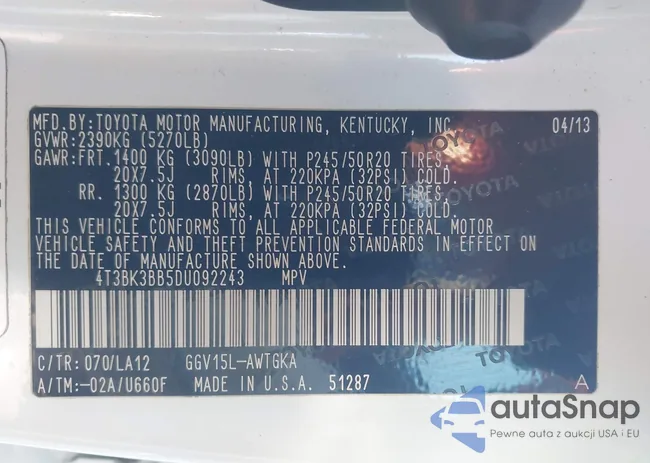 MFD.BY:TOYOTA MOTOR MANUFACTURING, KENTUCKY, INC. 04/13
GVWR:2390KG (5270LB)
GAWR:FRT. 1400 KG (3090LB) WITH P245/50R20 TIRES,
20X7.5J RIMS, AT 220KPA (32PSI) COLD.
RR. 1300 KG (2870LB) WITH P245/50R20 TIRES,
20X7.5J RIMS, AT 220KPA (32PSI) COLD.
THIS VEHICLE CONFORMS TO ALL APPLICABLE FEDERAL MOTOR
VEHICLE SAFETY AND THEFT PREVENTION STANDARDS IN EFFECT ON
THE DATE OF MANUFACTURE SHOWN ABOVE.
4T3BK3BB5DU092243 MPV
C/TR: 070/LA12 GGV15L-AWTGKA
A/TM:-02A/U660F MADE IN U.S.A. 51287 A
TOYOTA
TOYOTA
TOYOTA
autaSnap
Pewne auta z aukcji USA i EU